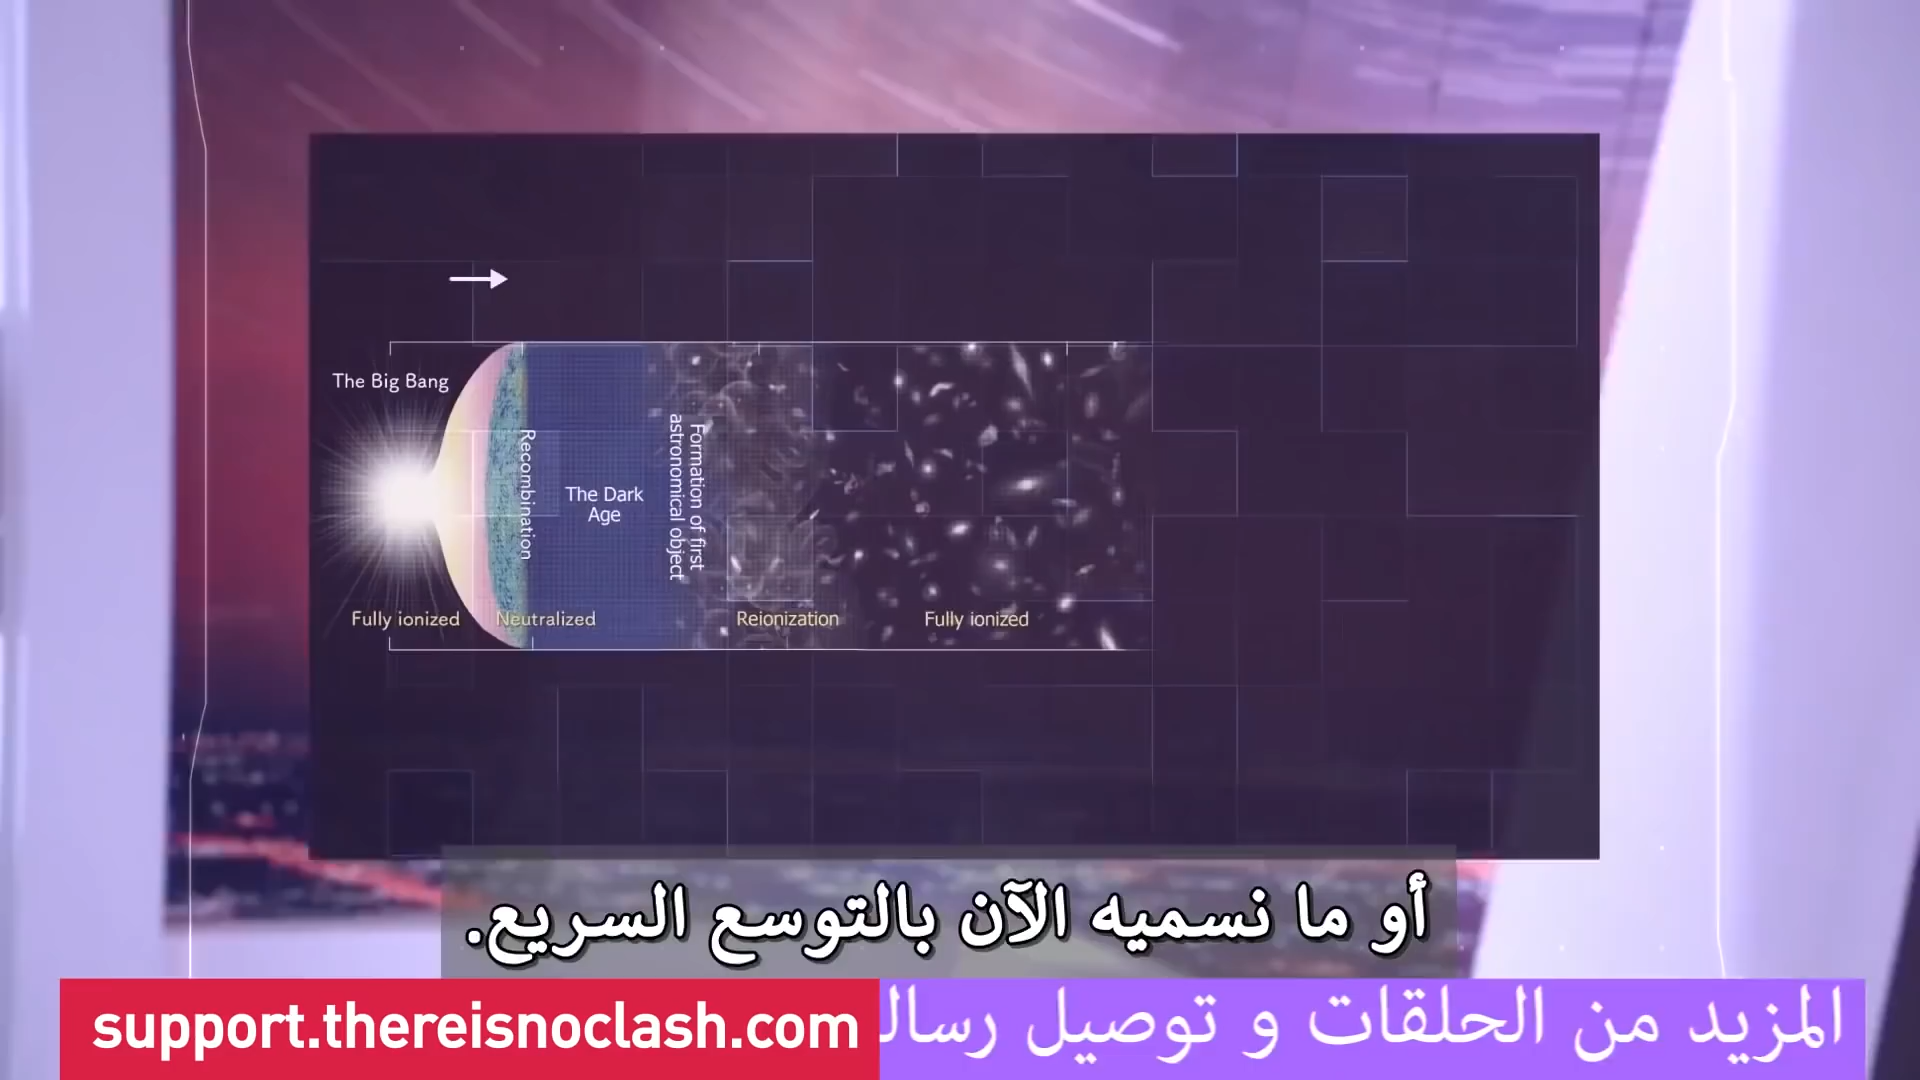 The Big Bang
Recombination
The Dark
Age
Formation of first
astronomical object
Fully ionized
Neutralized
Reionization
Fully ionized
أو ما نسميه الآن بالتوسع السريع.
support.thereisnoclash.com
المزيد من الحلقات و توصيل